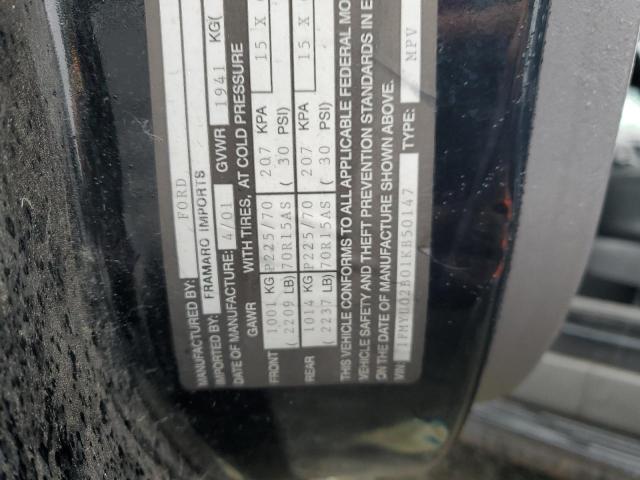 MANUFACTURED BY: FORD
IMPORTED BY: FRAMARO IMPORTS
DATE OF MANUFACTURE: 4/01 GVWR 1941 KG(
GAWR WITH TIRES, AT COLD PRESSURE
FRONT 1001 KG P225/70 207 KPA 15 X
( 2209 LB) 70R15AS ( 30 PSI)
REAR 1014 KG P225/70 207 KPA 15 X
( 2237 LB) 70R15AS ( 30 PSI)
THIS VEHICLE CONFORMS TO ALL APPLICABLE FEDERAL MO
VEHICLE SAFETY AND THEFT PREVENTION STANDARDS IN E
ON THE DATE OF MANUFACTURE SHOWN ABOVE.
VIN: 1FMYU02B01KB50147 TYPE: MPV